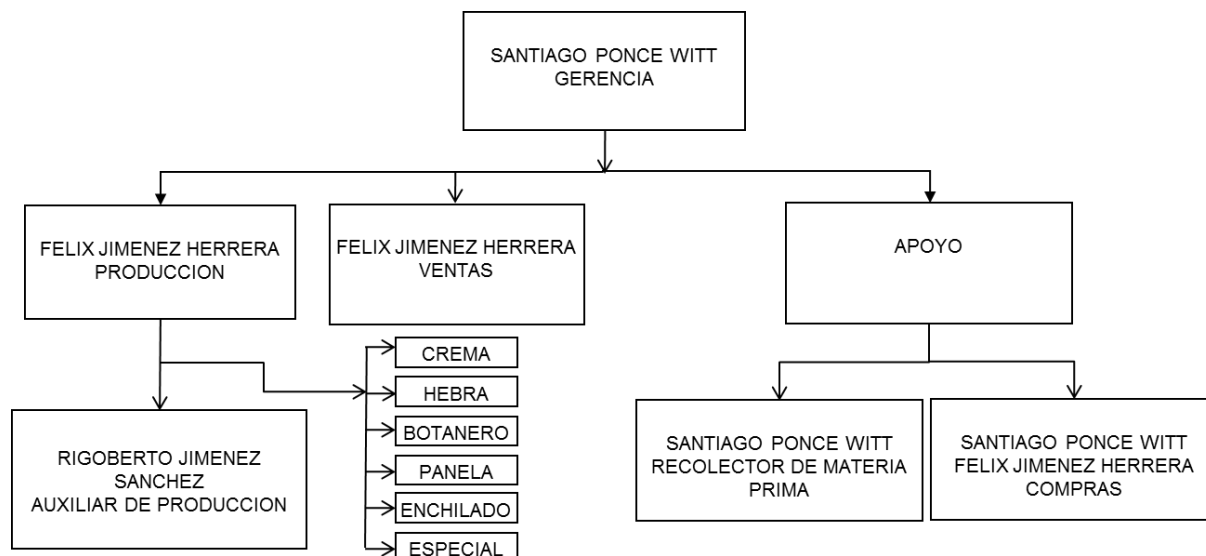 SANTIAGO PONCE WITT
GERENCIA
FELIX JIMENEZ HERRERA
PRODUCCION
FELIX JIMENEZ HERRERA
VENTAS
APOYO
CREMA
HEBRA
BOTANERO
PANELA
ENCHILADO
ESPECIAL
RIGOBERTO JIMENEZ
SANCHEZ
AUXILIAR DE PRODUCCION
SANTIAGO PONCE WITT
RECOLECTOR DE MATERIA
PRIMA
SANTIAGO PONCE WITT
FELIX JIMENEZ HERRERA
COMPRAS